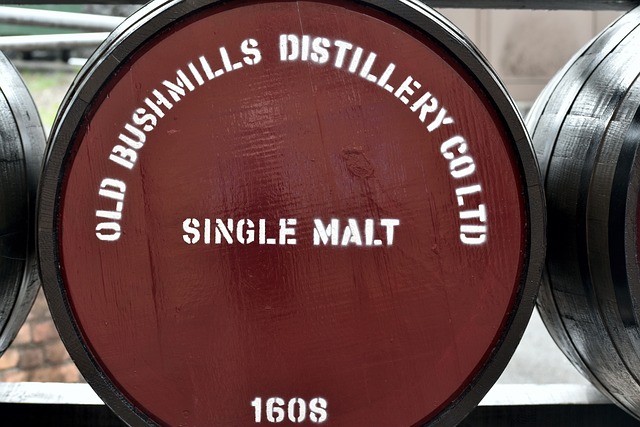 OLD BUSHMILLS DISTILLERY CO LTD
SINGLE MALT
1608